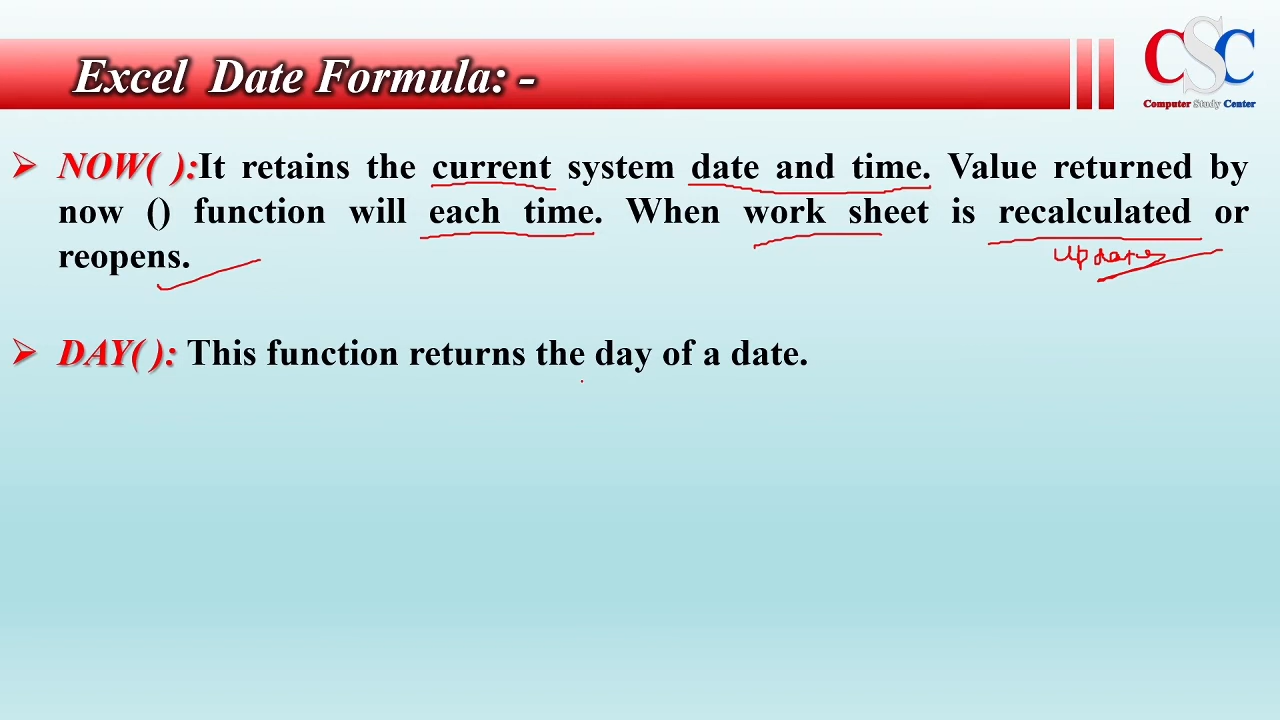 Excel Date Formula: -
CSC
Computer Study Center
➢ NOW( ):It retains the current system date and time. Value returned by
now () function will each time. When work sheet is recalculated or
reopens.
updates
➢ DAY( ): This function returns the day of a date.